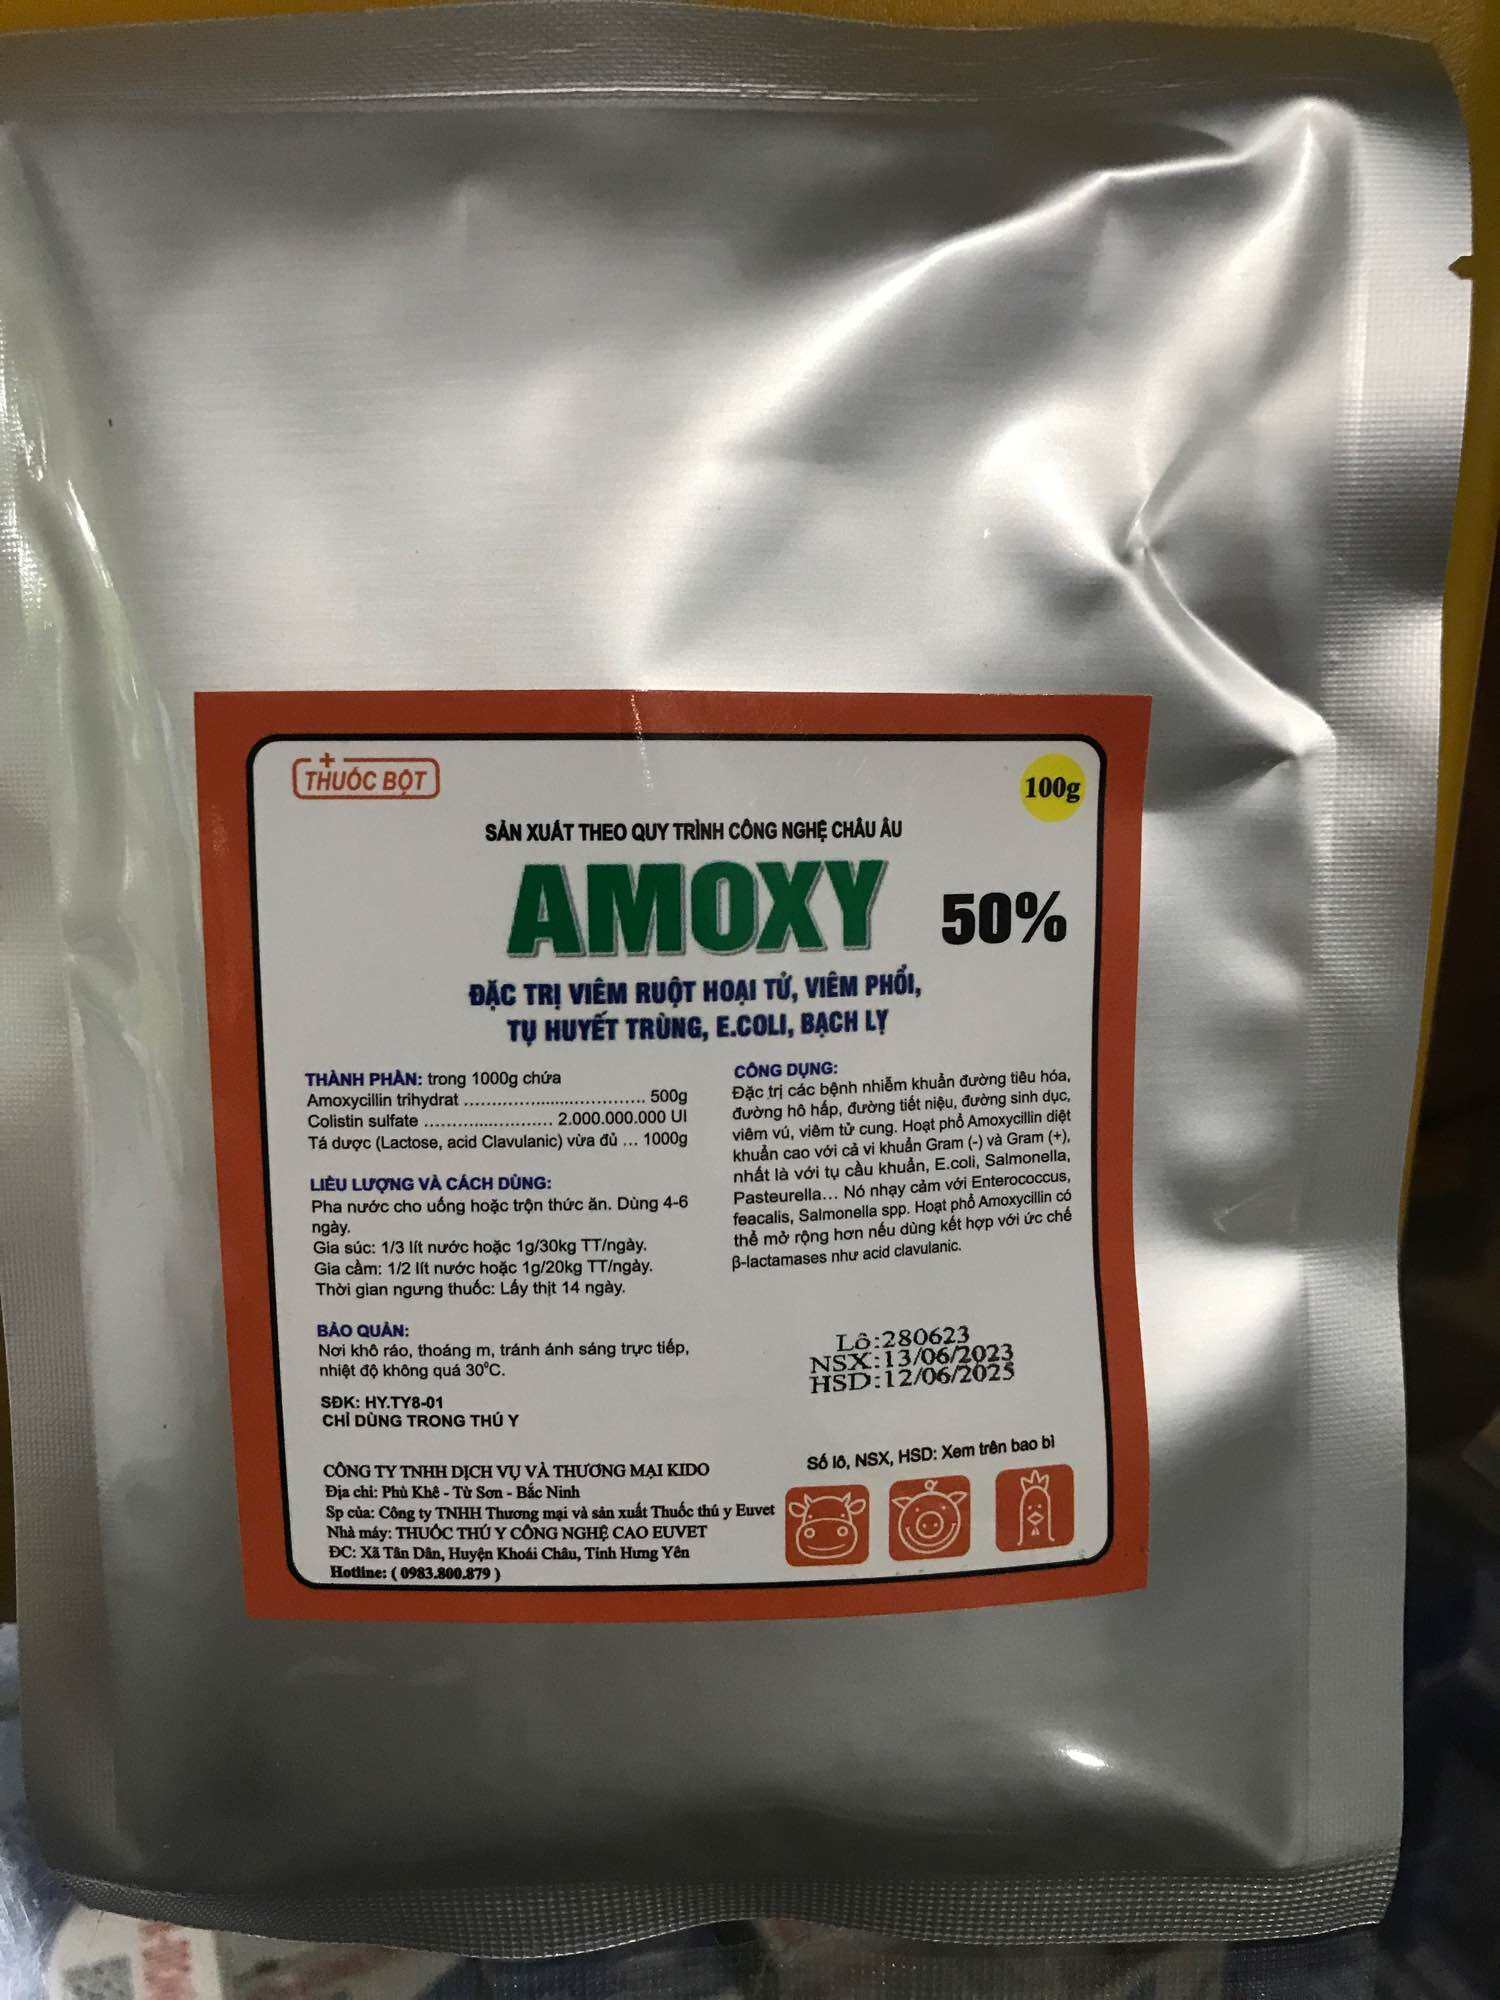 THUỐC BỘT
100g
SẢN XUẤT THEO QUY TRÌNH CÔNG NGHỆ CHÂU ÂU
AMOXY 50%
ĐẶC TRỊ VIÊM RUỘT HOẠI TỬ, VIÊM PHỔI,
TỤ HUYẾT TRÙNG, E.COLI, BẠCH LỴ
THÀNH PHẦN: trong 1000g chứa
Amoxycillin trihydrat .................................. 500g
Colistin sulfate ........................ 2.000.000.000 UI
Tá dược (Lactose, acid Clavulanic) vừa đủ ... 1000g
LIỀU LƯỢNG VÀ CÁCH DÙNG:
Pha nước cho uống hoặc trộn thức ăn. Dùng 4-6
ngày.
Gia súc: 1/3 lít nước hoặc 1g/30kg TT/ngày.
Gia cầm: 1/2 lít nước hoặc 1g/20kg TT/ngày.
Thời gian ngưng thuốc: Lấy thịt 14 ngày.
BẢO QUẢN:
Nơi khô ráo, thoáng m, tránh ánh sáng trực tiếp,
nhiệt độ không quá 30°C.
SĐK: HY.TY8-01
CHỈ DÙNG TRONG THÚ Y
CÔNG TY TNHH DỊCH VỤ VÀ THƯƠNG MẠI KIDO
Địa chỉ: Phù Khê - Từ Sơn - Bắc Ninh
Sp của: Công ty TNHH Thương mại và sản xuất Thuốc thú y Euvet
Nhà máy: THUỐC THÚ Y CÔNG NGHỆ CAO EUVET
ĐC: Xã Tân Dân, Huyện Khoái Châu, Tỉnh Hưng Yên
Hotline: ( 0983.800.879 )
CÔNG DỤNG:
Đặc trị các bệnh nhiễm khuẩn đường tiêu hóa,
đường hô hấp, đường tiết niệu, đường sinh dục,
viêm vú, viêm tử cung. Hoạt phổ Amoxycillin diệt
khuẩn cao với cả vi khuẩn Gram (-) và Gram (+),
nhất là với tụ cầu khuẩn, E.coli, Salmonella,
Pasteurella... Nó nhạy cảm với Enterococcus,
feacalis, Salmonella spp. Hoạt phổ Amoxycillin có
thể mở rộng hơn nếu dùng kết hợp với ức chế
β-lactamases như acid clavulanic.
Lô:280623
NSX:13/06/2023
HSD:12/06/2025
Số lô, NSX, HSD: Xem trên bao bì